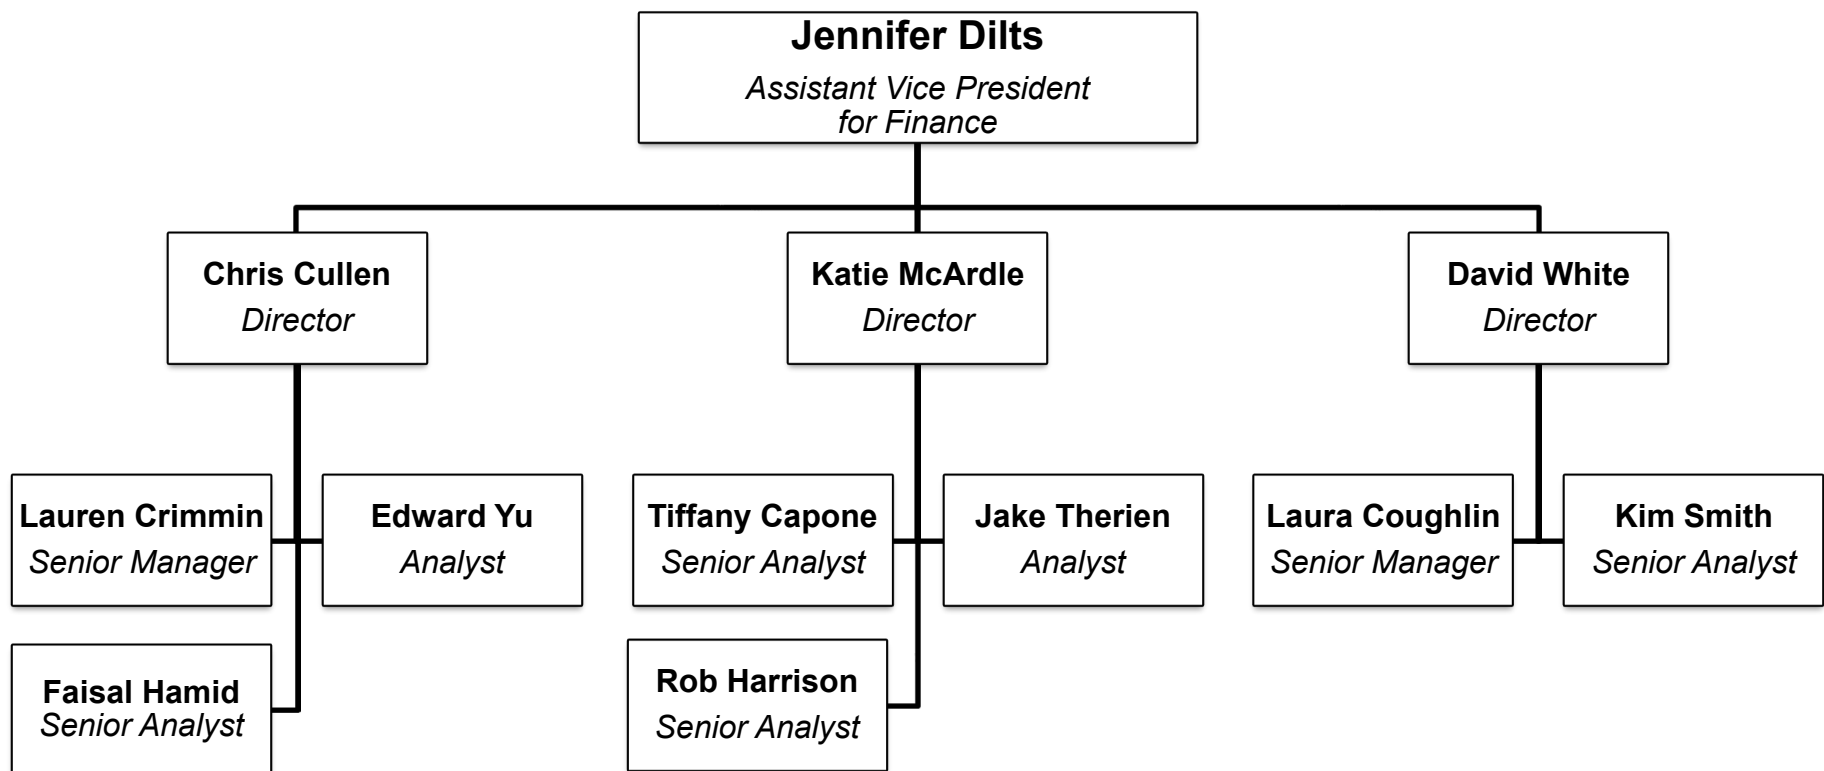 Jennifer Dilts
Assistant Vice President
for Finance
Chris Cullen
Director
Katie McArdle
Director
David White
Director
Lauren Crimmin
Senior Manager
Edward Yu
Analyst
Tiffany Capone
Senior Analyst
Jake Therien
Analyst
Laura Coughlin
Senior Manager
Kim Smith
Senior Analyst
Faisal Hamid
Senior Analyst
Rob Harrison
Senior Analyst